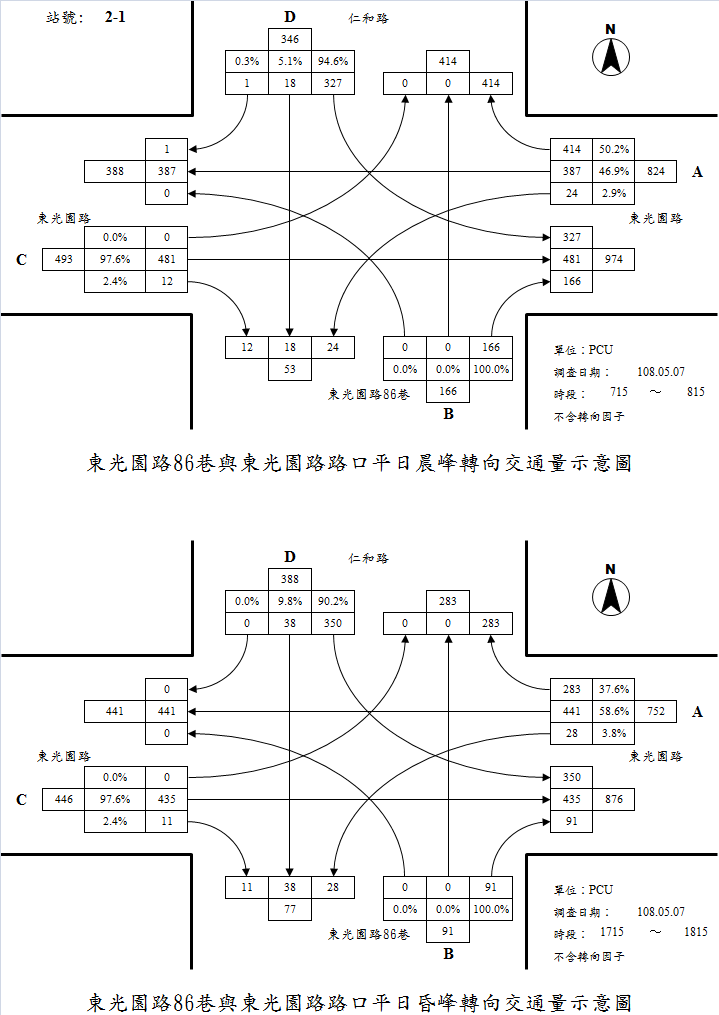 站號： 2-1
D 仁和路
346
0.3% 5.1% 94.6%
1 18 327
414
0 0 414
N
1
388 387
0
414 50.2%
387 46.9% 824
24 2.9%
A
東光園路
東光園路
C
0.0% 0
493 97.6% 481
2.4% 12
327
481 974
166
12 18 24
53
0 0 166
0.0% 0.0% 100.0%
166
東光園路86巷
B
單位：PCU
調查日期： 108.05.07
時段： 715 ～ 815
不含轉向因子
東光園路86巷與東光園路路口平日晨峰轉向交通量示意圖
D 仁和路
388
0.0% 9.8% 90.2%
0 38 350
283
0 0 283
N
0
441 441
0
283 37.6%
441 58.6% 752
28 3.8%
A
東光園路
東光園路
C
0.0% 0
446 97.6% 435
2.4% 11
350
435 876
91
11 38 28
77
0 0 91
0.0% 0.0% 100.0%
91
東光園路86巷
B
單位：PCU
調查日期： 108.05.07
時段： 1715 ～ 1815
不含轉向因子
東光園路86巷與東光園路路口平日昏峰轉向交通量示意圖